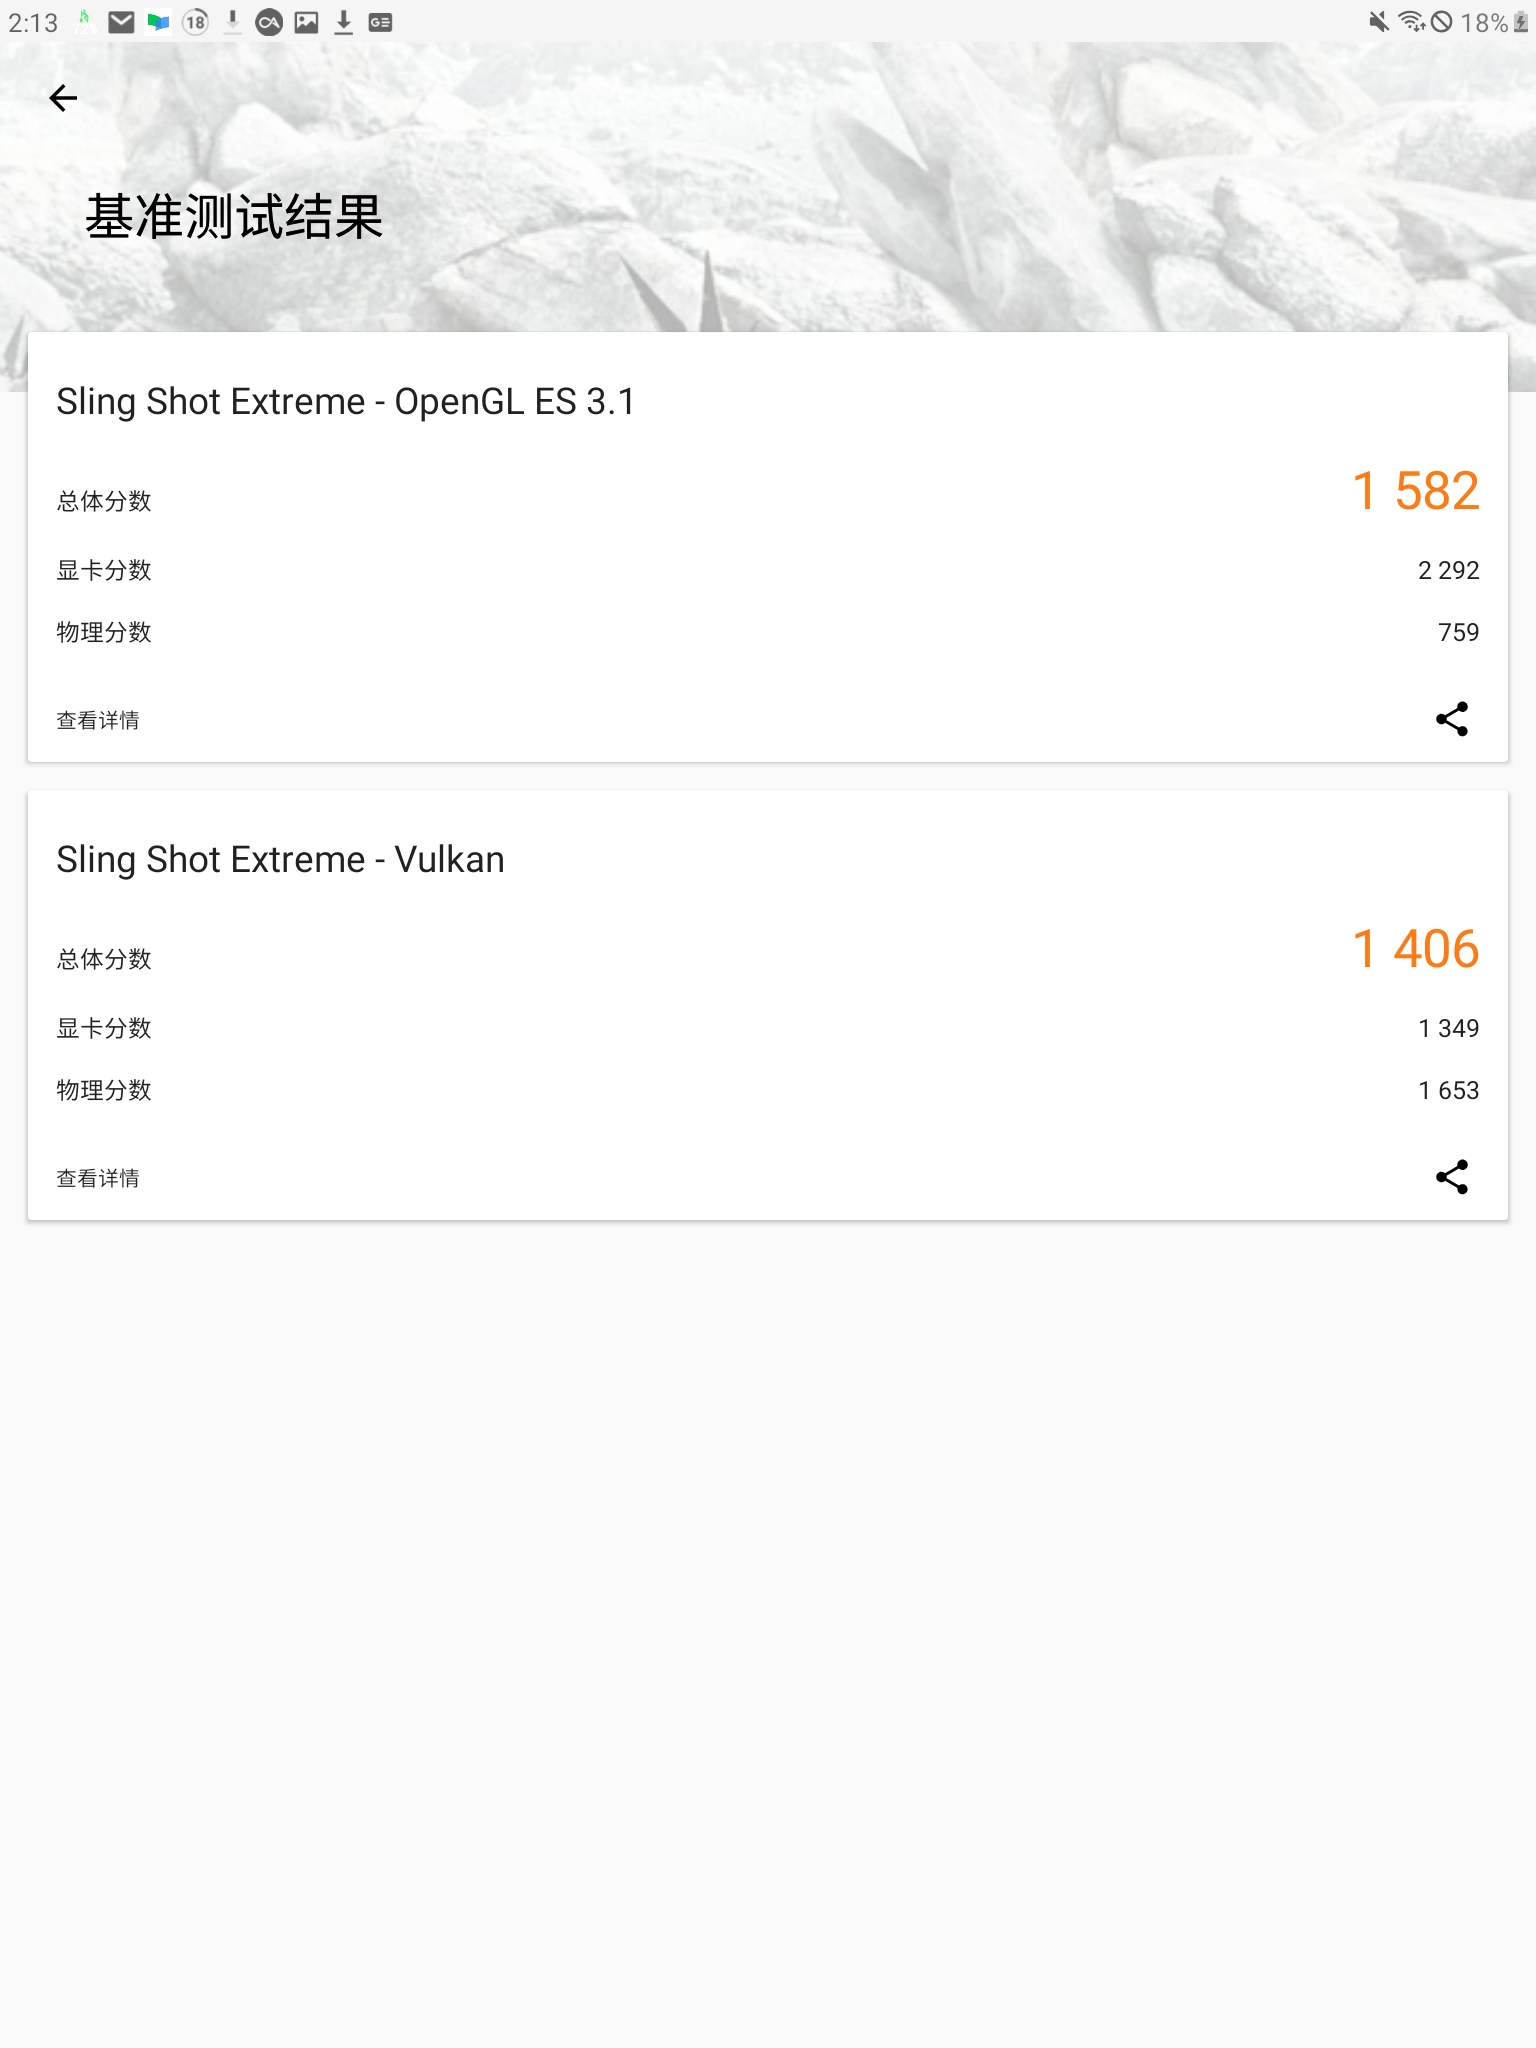 2:13
18
CA
GE
18%
基准测试结果
Sling Shot Extreme - OpenGL ES 3.1
总体分数 1 582
显卡分数 2 292
物理分数 759
查看详情
Sling Shot Extreme - Vulkan
总体分数 1 406
显卡分数 1 349
物理分数 1 653
查看详情